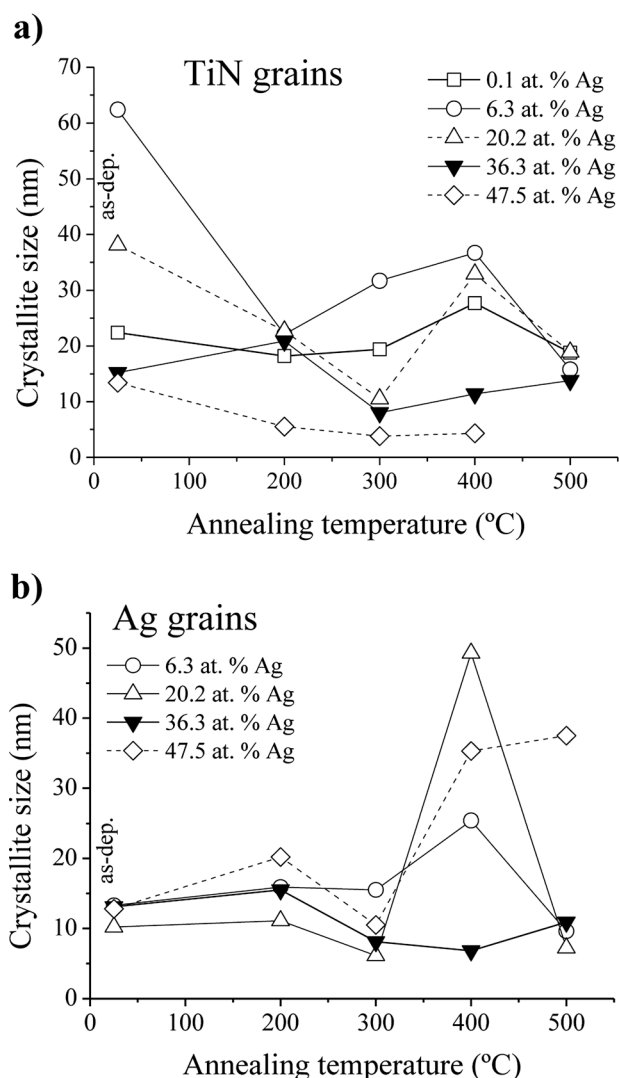 a)
TiN grains
0.1 at. % Ag
6.3 at. % Ag
20.2 at. % Ag
36.3 at. % Ag
47.5 at. % Ag
70
60
50
40
30
20
10
0
Crystallite size (nm)
as-dep.
0 100 200 300 400 500
Annealing temperature (ºC)
b)
Ag grains
6.3 at. % Ag
20.2 at. % Ag
36.3 at. % Ag
47.5 at. % Ag
50
40
30
20
10
0
Crystallite size (nm)
as-dep.
0 100 200 300 400 500
Annealing temperature (ºC)